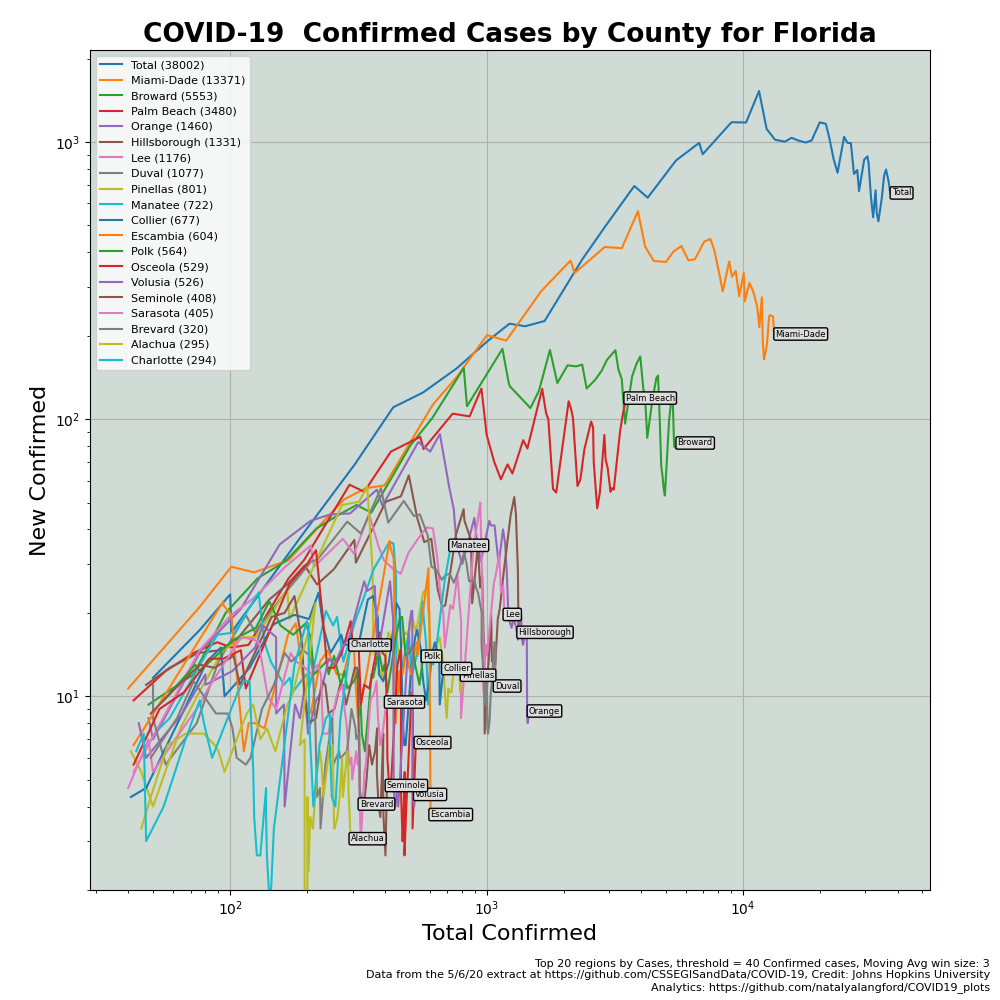 COVID-19  Confirmed Cases by County for Florida
Total (38002)
Miami-Dade (13371)
Broward (5553)
Palm Beach (3480)
Orange (1460)
Hillsborough (1331)
Lee (1176)
Duval (1077)
Pinellas (801)
Manatee (722)
Collier (677)
Escambia (604)
Polk (564)
Osceola (529)
Volusia (526)
Seminole (408)
Sarasota (405)
Brevard (320)
Alachua (295)
Charlotte (294)
10³
10²
10¹
New Confirmed
Total
Miami-Dade
Palm Beach
Broward
Manatee
Lee
Hillsborough
Charlotte
Polk
Collier
Pinellas
Duval
Sarasota
Orange
Osceola
Seminole
Volusia
Brevard
Escambia
Alachua
10²
10³
10⁴
Total Confirmed
Top 20 regions by Cases, threshold = 40 Confirmed cases, Moving Avg win size: 3
Data from the 5/6/20 extract at https://github.com/CSSEGISandData/COVID-19, Credit: Johns Hopkins University
Analytics: https://github.com/natalyalangford/COVID19_plots